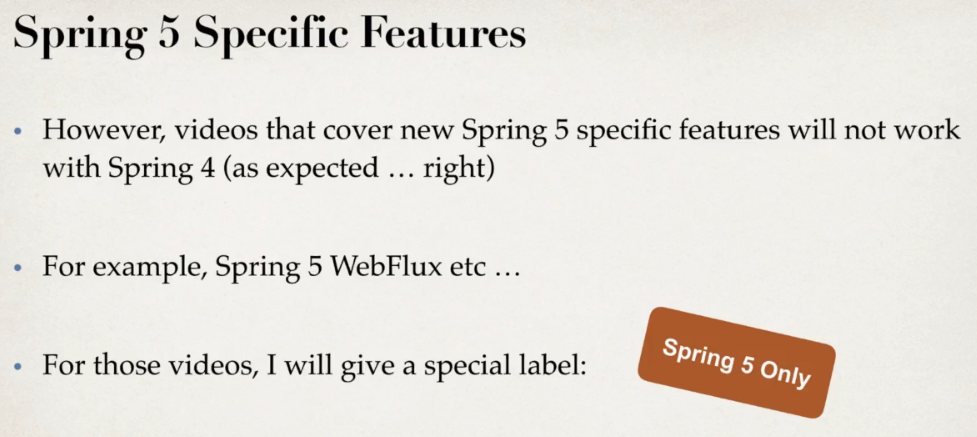 Spring 5 Specific Features
• However, videos that cover new Spring 5 specific features will not work
with Spring 4 (as expected … right)
• For example, Spring 5 WebFlux etc …
• For those videos, I will give a special label:
Spring 5 Only